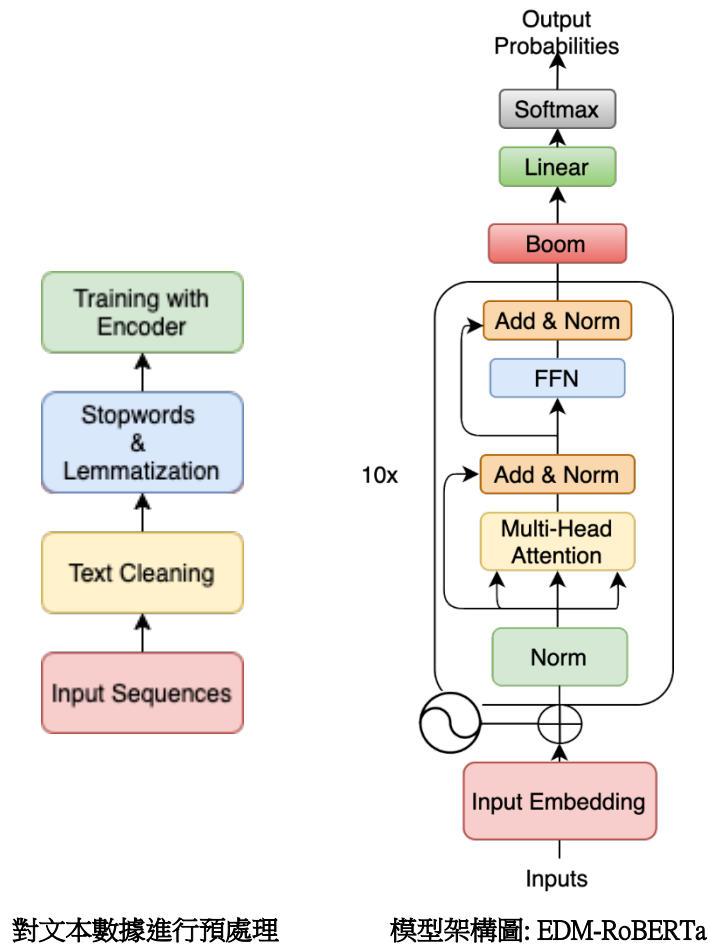 Training with
Encoder
Stopwords
&
Lemmatization
Text Cleaning
Input Sequences
對文本數據進行預處理
Output
Probabilities
Softmax
Linear
Boom
Add & Norm
FFN
10x
Add & Norm
Multi-Head
Attention
Norm
Input Embedding
Inputs
模型架構圖: EDM-RoBERTa